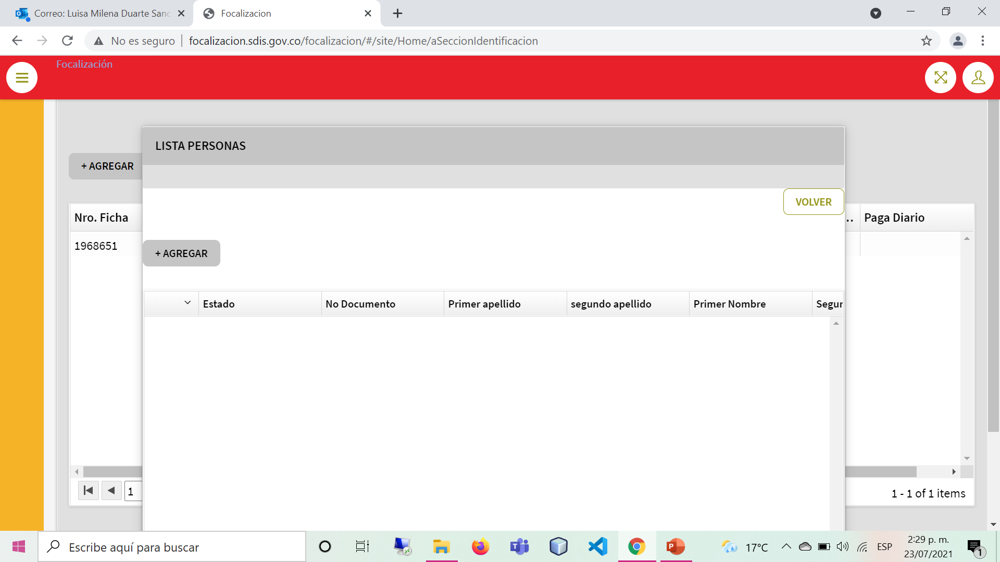 Correo: Luisa Milena Duarte Sanc
Focalizacion
No es seguro
focalizacion.sdis.gov.co/focalizacion/#/site/Home/aSeccionIdentificacion
Focalización
LISTA PERSONAS
+ AGREGAR
VOLVER
Nro. Ficha
.. Paga Diario
1968651
+ AGREGAR
Estado No Documento Primer apellido segundo apellido Primer Nombre Segun
1
1 - 1 of 1 items
Escribe aquí para buscar
17°C
ESP
2:29 p. m.
23/07/2021
1